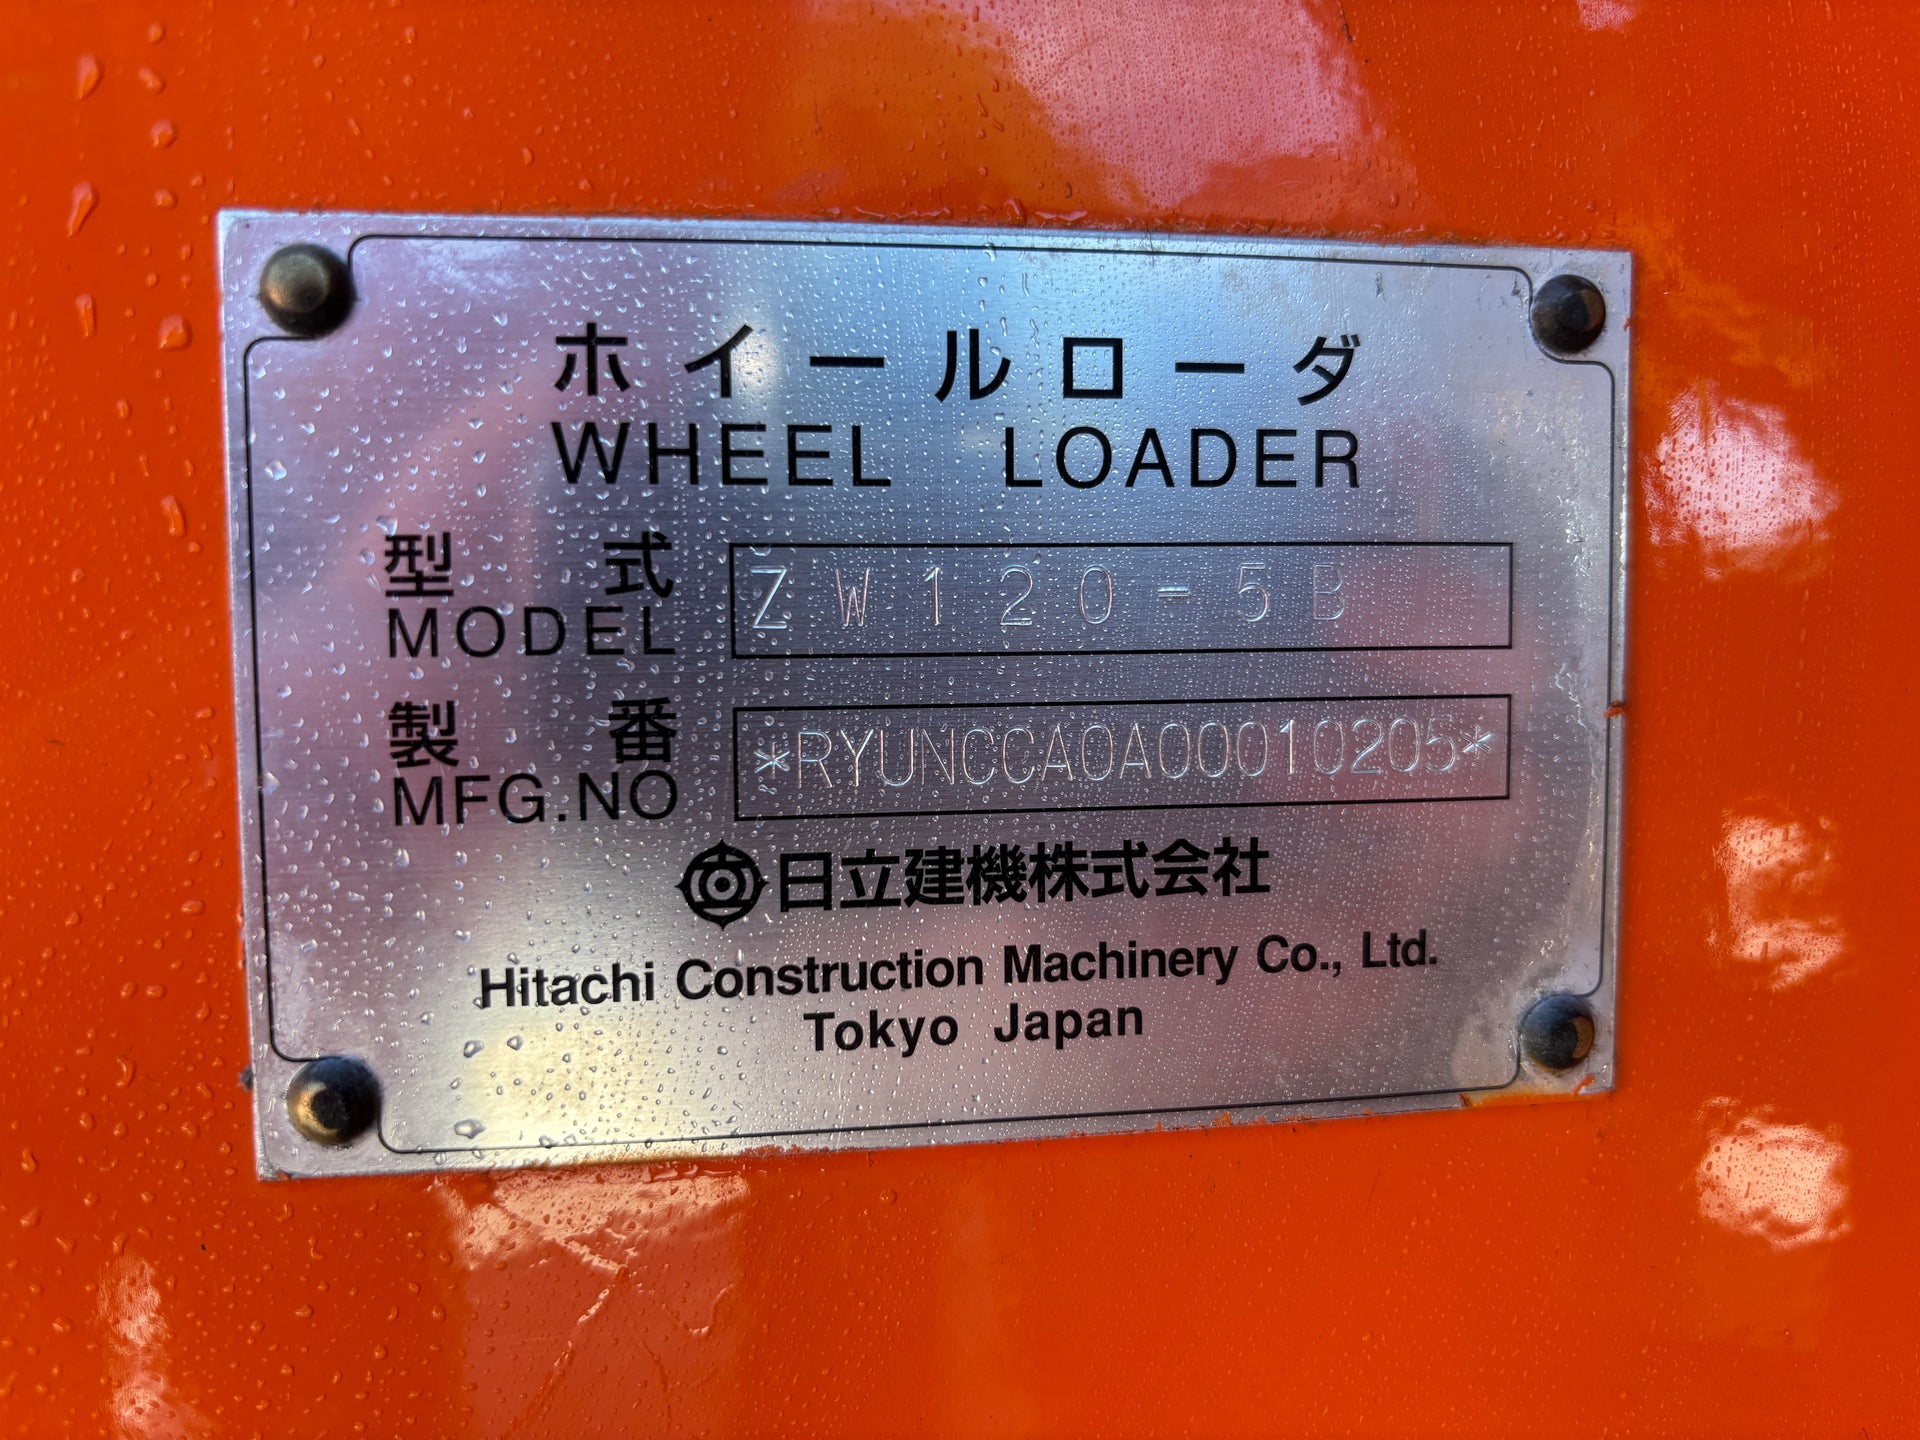 ホイールローダ
WHEEL LOADER
型式 ZW120-5B
MODEL
製番 *RYUNCCA0A00010205*
MFG.NO
日立建機株式会社
Hitachi Construction Machinery Co., Ltd.
Tokyo Japan